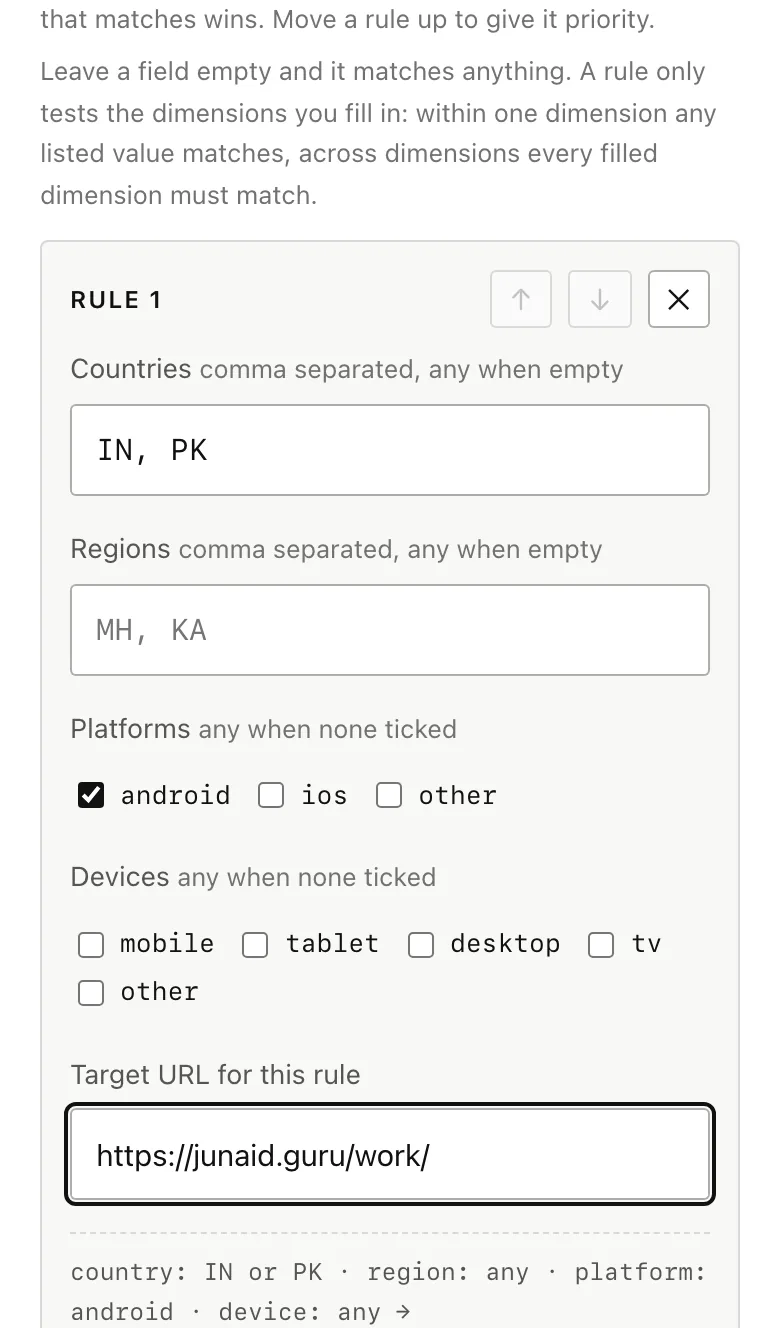 that matches wins. Move a rule up to give it priority.
Leave a field empty and it matches anything. A rule only
tests the dimensions you fill in: within one dimension any
listed value matches, across dimensions every filled
dimension must match.
RULE 1
Countries comma separated, any when empty
IN, PK
Regions comma separated, any when empty
MH, KA
Platforms any when none ticked
android ios other
Devices any when none ticked
mobile tablet desktop tv
other
Target URL for this rule
https://junaid.guru/work/
country: IN or PK · region: any · platform:
android · device: any →